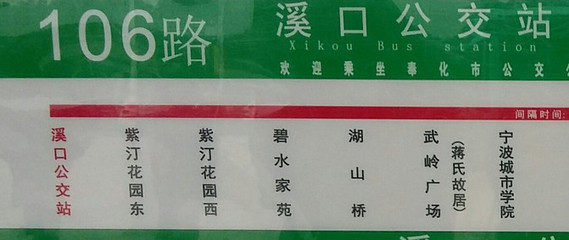 106路
溪口公交站
Xikou Bus station
欢迎乘坐奉化市公交
间隔时间:
溪口公交站
紫汀花园东
紫汀花园西
碧水家苑
湖山桥
武岭广场
(蒋氏故居)
宁波城市学院